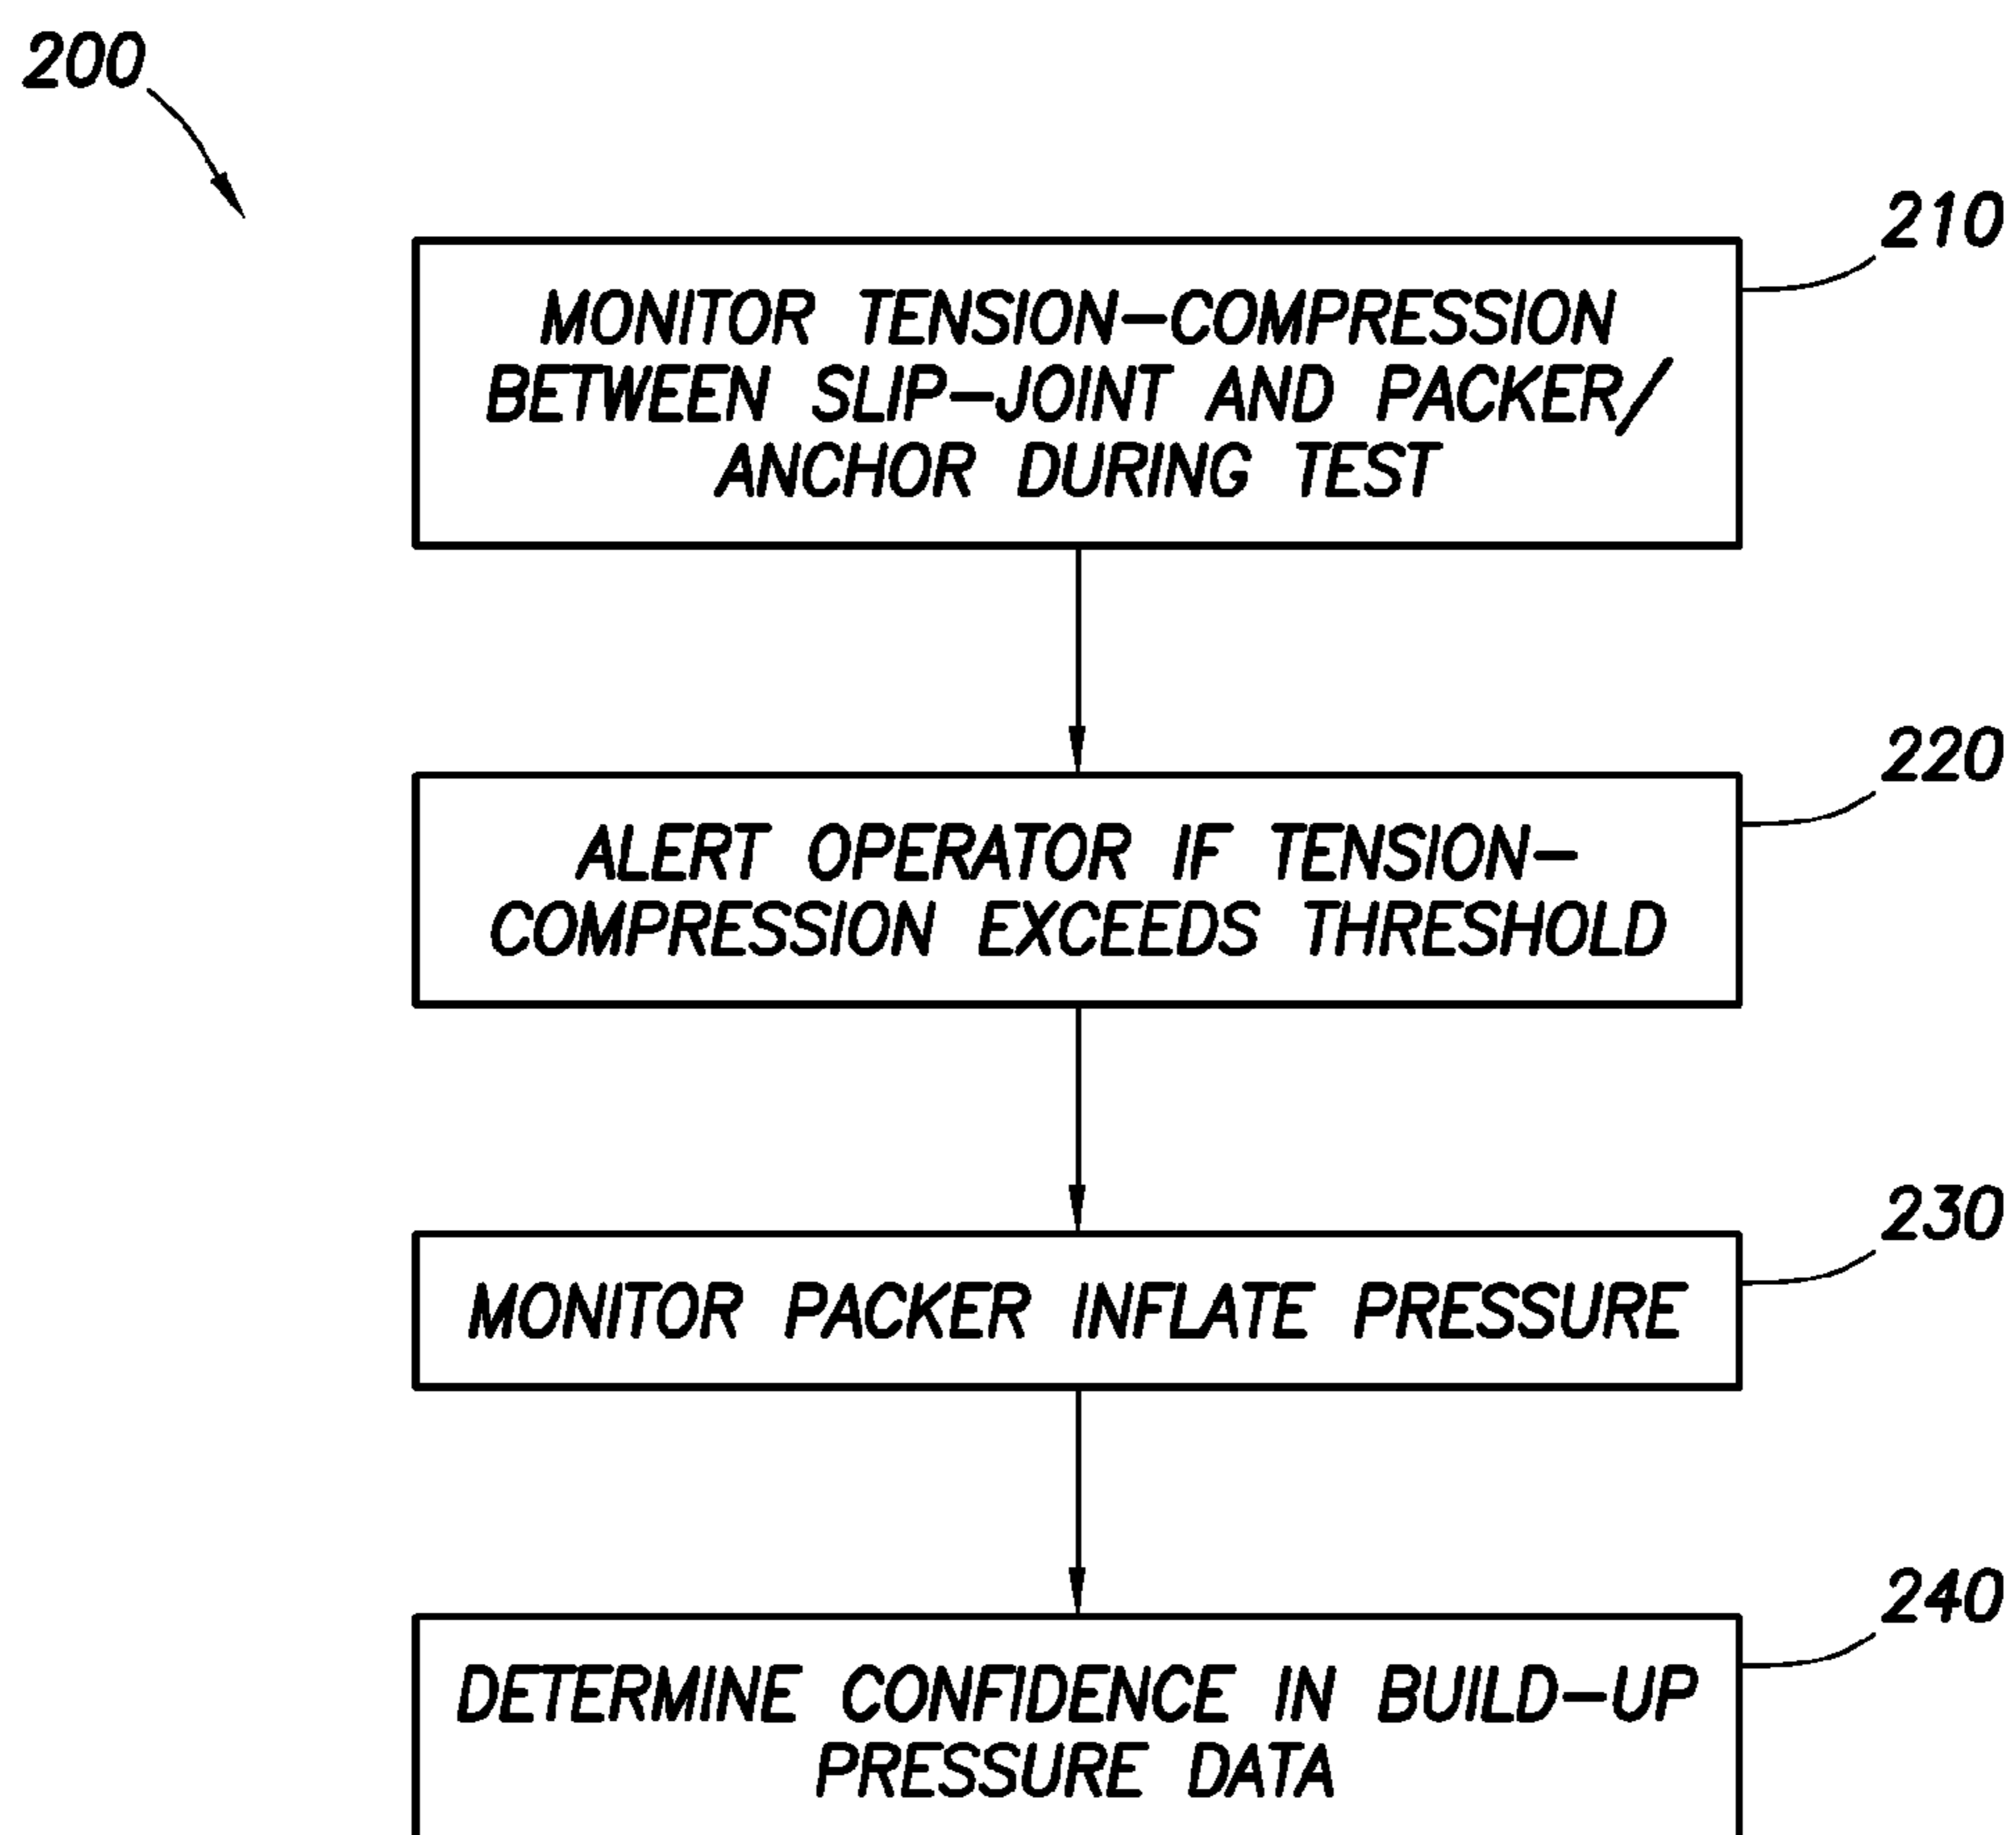 200
210
MONITOR TENSION-COMPRESSION
BETWEEN SLIP-JOINT AND PACKER/
ANCHOR DURING TEST
220
ALERT OPERATOR IF TENSION-
COMPRESSION EXCEEDS THRESHOLD
230
MONITOR PACKER INFLATE PRESSURE
240
DETERMINE CONFIDENCE IN BUILD-UP
PRESSURE DATA